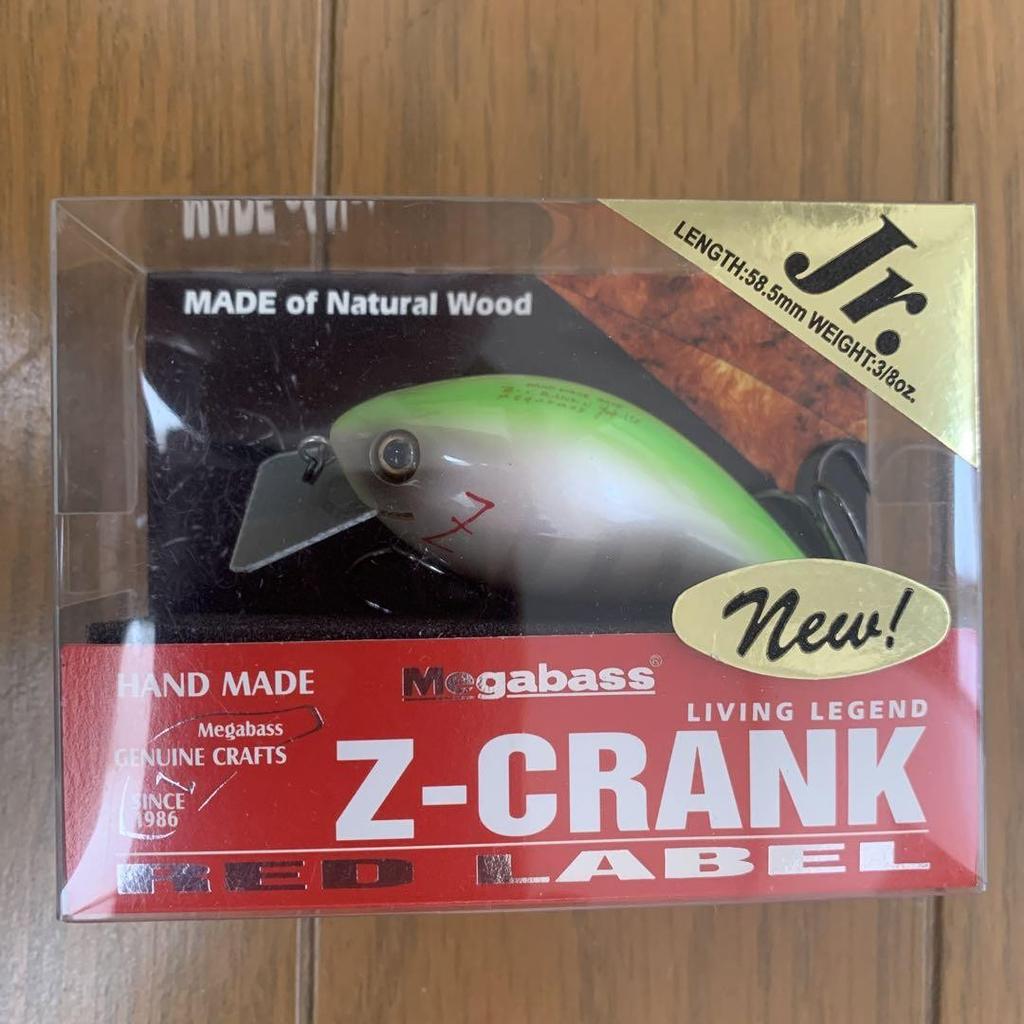 Jr.
LENGTH:58.5mm WEIGHT:3/8oz.
MADE of Natural Wood
Z
New!
HAND MADE
Megabass
GENUINE CRAFTS
SINCE
1986
Megabass®
LIVING LEGEND
Z-CRANK
RED LABEL